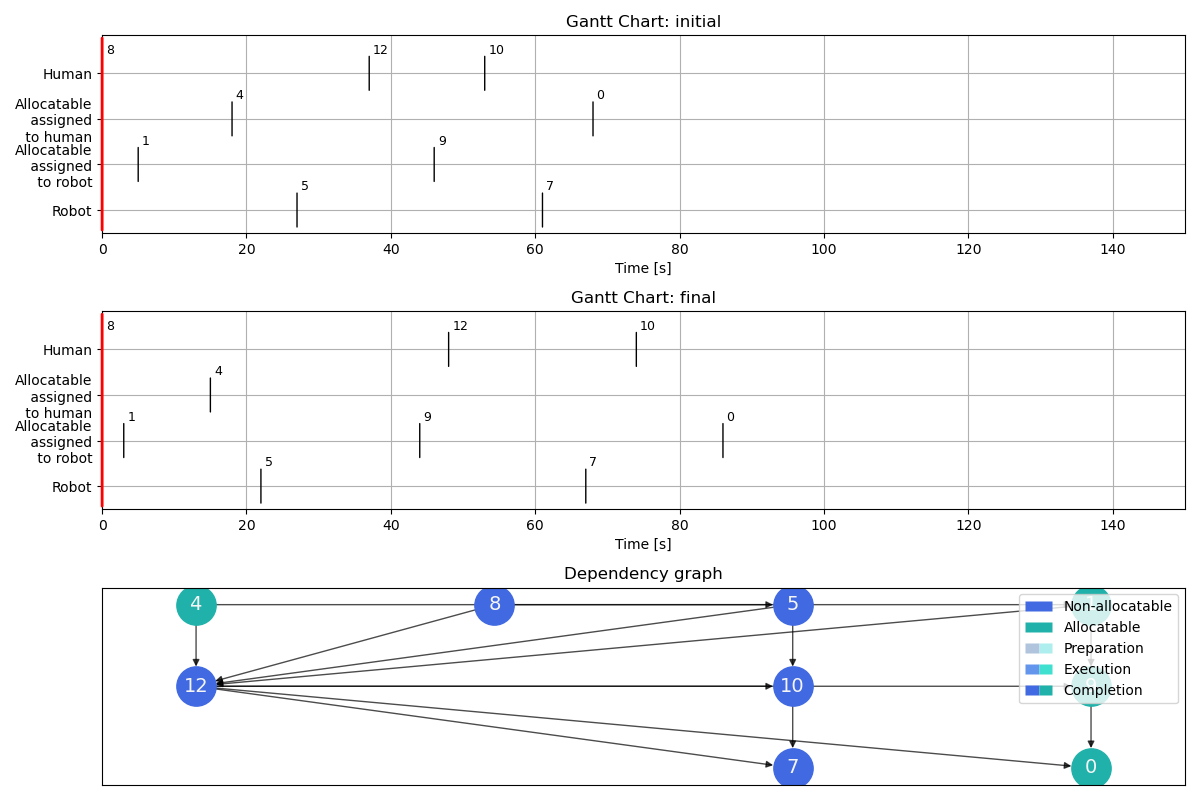 Gantt Chart: initial
8
12
10
Human
4
0
Allocatable
assigned
to human
1
9
Allocatable
assigned
to robot
5
7
Robot
0 20 40 60 80 100 120 140
Time [s]
Gantt Chart: final
8
12
10
Human
4
Allocatable
assigned
to human
1
9
0
Allocatable
assigned
to robot
5
7
Robot
0 20 40 60 80 100 120 140
Time [s]
Dependency graph
4 8 5
Non-allocatable
Allocatable
Preparation
Execution
Completion
12 10
7 0